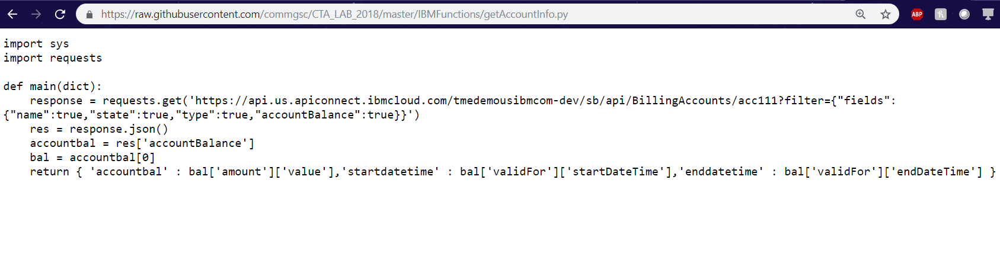 https://raw.githubusercontent.com/commgsc/CTA_LAB_2018/master/IBMFunctions/getAccountInfo.py
ABP
h
import sys
import requests
def main(dict):
response = requests.get('https://api.us.apiconnect.ibmcloud.com/tmedemousibmcom-dev/sb/api/BillingAccounts/acc111?filter={"fields":
{"name":true,"state":true,"type":true,"accountBalance":true}}')
res = response.json()
accountbal = res['accountBalance']
bal = accountbal[0]
return { 'accountbal' : bal['amount']['value'],'startdatetime' : bal['validFor']['startDateTime'],'enddatetime' : bal['validFor']['endDateTime'] }